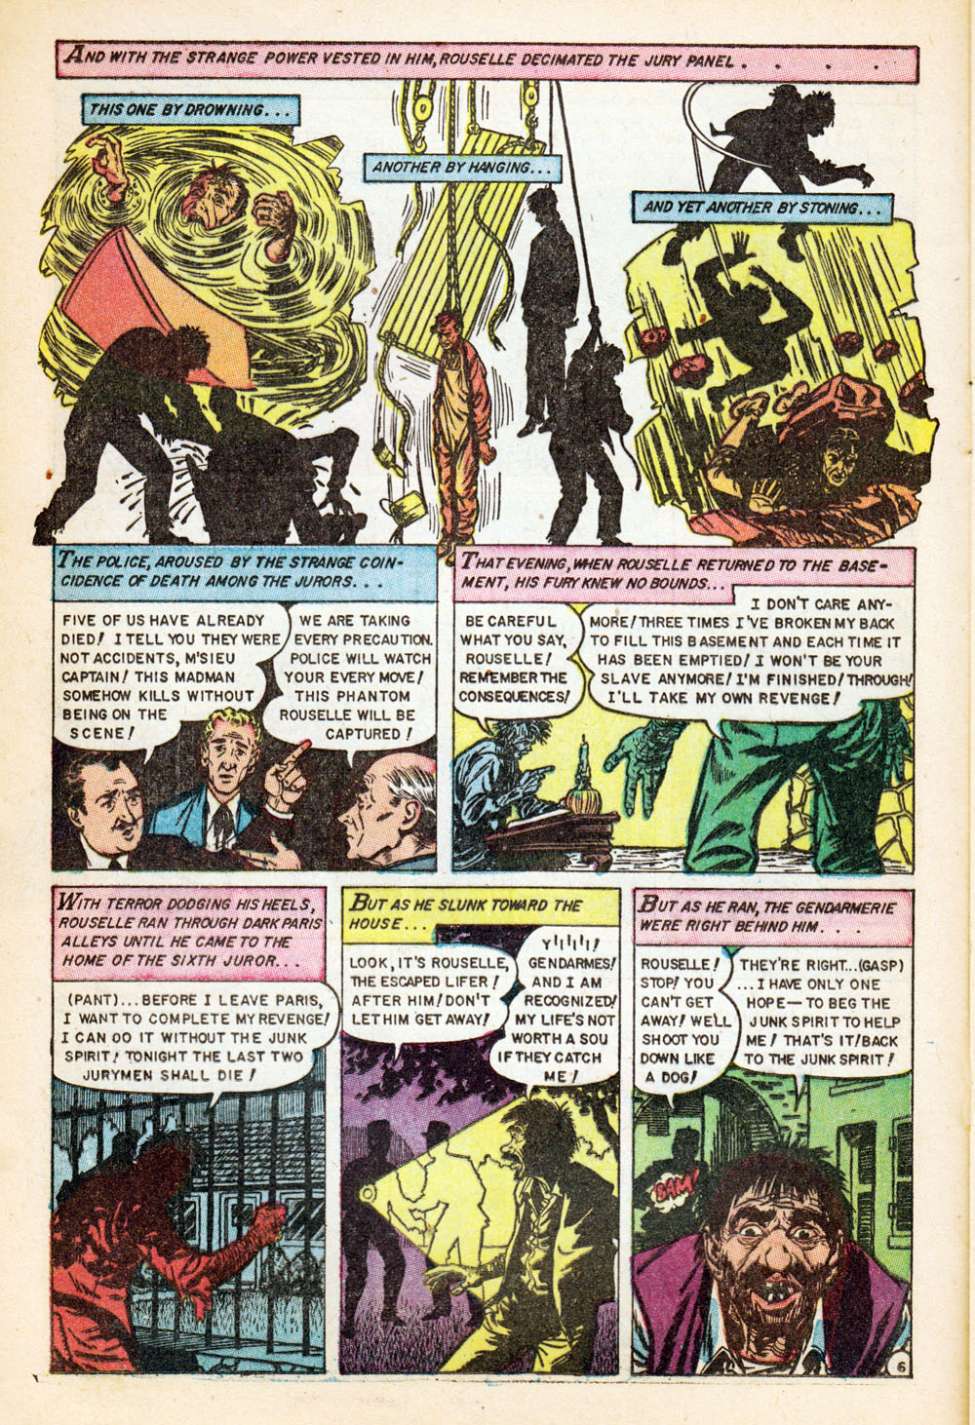 AND WITH THE STRANGE POWER VESTED IN HIM, ROUSELLE DECIMATED THE JURY PANEL . . . . .
THIS ONE BY DROWNING...
ANOTHER BY HANGING...
AND YET ANOTHER BY STONING...
THE POLICE, AROUSED BY THE STRANGE COIN-
CIDENCE OF DEATH AMONG THE JURORS...
FIVE OF US HAVE ALREADY
DIED! I TELL YOU THEY WERE
NOT ACCIDENTS, M'SIEU
CAPTAIN! THIS MADMAN
SOMEHOW KILLS WITHOUT
BEING ON THE
SCENE!
WE ARE TAKING
EVERY PRECAUTION.
POLICE WILL WATCH
YOUR EVERY MOVE!
THIS PHANTOM
ROUSELLE WILL BE
CAPTURED!
THAT EVENING, WHEN ROUSELLE RETURNED TO THE BASE-
MENT, HIS FURY KNEW NO BOUNDS...
BE CAREFUL
WHAT YOU SAY,
ROUSELLE!
REMEMBER THE
CONSEQUENCES!
I DON'T CARE ANY-
MORE! THREE TIMES I'VE BROKEN MY BACK
TO FILL THIS BASEMENT AND EACH TIME IT
HAS BEEN EMPTIED! I WON'T BE YOUR
SLAVE ANYMORE! I'M FINISHED! THROUGH!
I'LL TAKE MY OWN REVENGE!
WITH TERROR DODGING HIS HEELS,
ROUSELLE RAN THROUGH DARK PARIS
ALLEYS UNTIL HE CAME TO THE
HOME OF THE SIXTH JUROR...
(PANT)... BEFORE I LEAVE PARIS,
I WANT TO COMPLETE MY REVENGE!
I CAN DO IT WITHOUT THE JUNK
SPIRIT! TONIGHT THE LAST TWO
JURYMEN SHALL DIE!
BUT AS HE SLUNK TOWARD THE
HOUSE...
LOOK, IT'S ROUSELLE,
THE ESCAPED LIFER!
AFTER HIM! DON'T
LET HIM GET AWAY!
YIIIIII!
GENDARMES!
AND I AM
RECOGNIZED!
MY LIFE'S NOT
WORTH A SOU
IF THEY CATCH
ME!
BUT AS HE RAN, THE GENDARMERIE
WERE RIGHT BEHIND HIM. . . .
ROUSELLE!
STOP! YOU
CAN'T GET
AWAY! WE'LL
SHOOT YOU
DOWN LIKE
A DOG!
THEY'RE RIGHT...(GASP)
...I HAVE ONLY ONE
HOPE—TO BEG THE
JUNK SPIRIT TO HELP
ME! THAT'S IT! BACK
TO THE JUNK SPIRIT!
BAM!
6